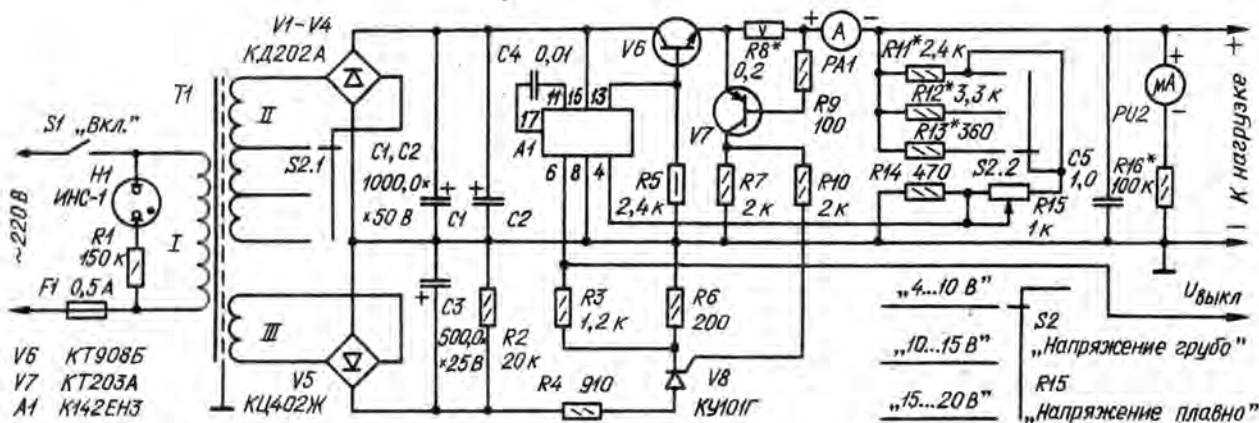 V1–V4
КД202А
T1
S1 „Вкл."
H1
ИНС-1
~220 В
R1
150 к
I
F1 0,5 А
II
S2.1
III
V5
КЦ402Ж
V6 КТ908Б
V7 КТ203А
A1 К142ЕН3
C1, C2
1000,0×
×50 В
C1
C2
C3
500,0×
×25 В
R2
20 к
C4 0,01
11 15 13
17
A1
6 8 4
V6
R5
2,4 к
R3
1,2 к
R6
200
R4 910
V8
КУ101Г
R8*
0,2
+ A –
PA1
V7
R9
100
R7
2 к
R10
2 к
R11* 2,4 к
R12* 3,3 к
R13* 360
R14 470
S2.2
C5
1,0
R15
1 к
+
mA
–
PU2
R16*
100 к
+
К нагрузке
–
Uвыкл
„4...10 В"
„10...15 В"
„15...20 В"
S2
„Напряжение грубо"
R15
„Напряжение плавно"